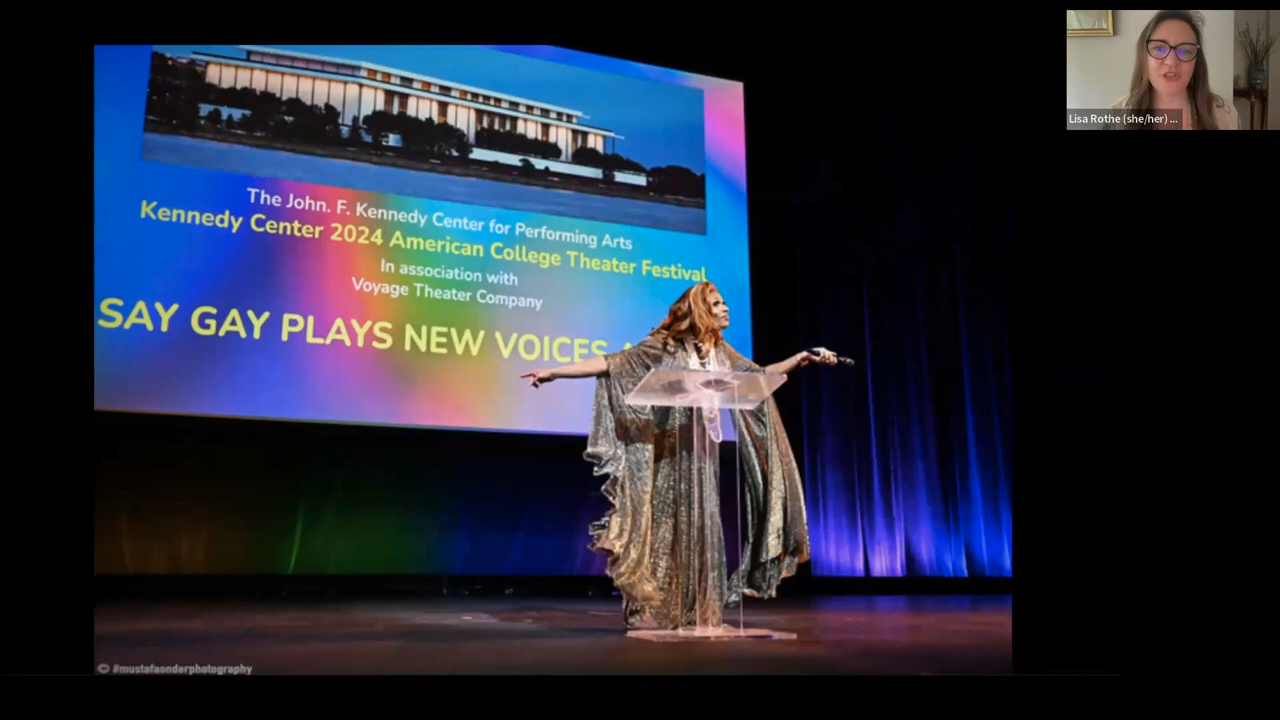 The John. F. Kennedy Center for Performing Arts
Kennedy Center 2024 American College Theater Festival
In association with
Voyage Theater Company
SAY GAY PLAYS NEW VOICES
Lisa Rothe (she/her) ...
© #mustafaonderphotography